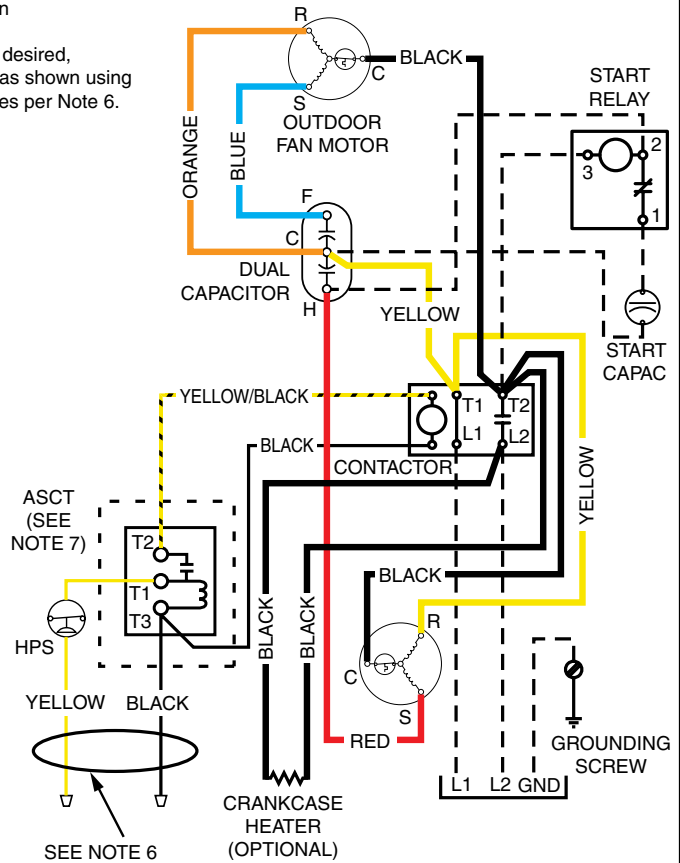 n
desired,
as shown using
es per Note 6.
R
C
S
BLACK
OUTDOOR
FAN MOTOR
ORANGE
BLUE
START
RELAY
2
3
1
F
C
H
DUAL
CAPACITOR
YELLOW
START
CAPAC
YELLOW/BLACK
T1
T2
L1
L2
BLACK
CONTACTOR
YELLOW
ASCT
(SEE
NOTE 7)
T2
T1
T3
HPS
BLACK
BLACK
BLACK
R
C
S
YELLOW
BLACK
RED
GROUNDING
SCREW
L1 L2 GND
CRANKCASE
HEATER
(OPTIONAL)
SEE NOTE 6